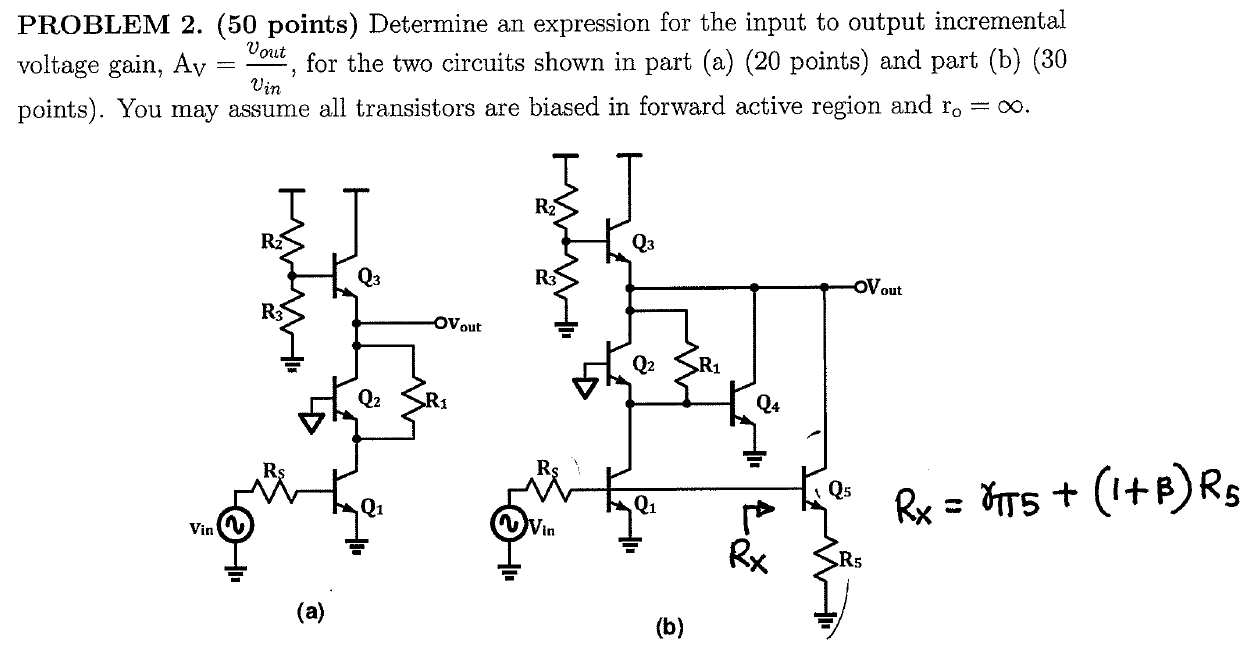 PROBLEM 2. (50 points) Determine an expression for the input to output incremental
voltage gain, Av = vout/vin, for the two circuits shown in part (a) (20 points) and part (b) (30
points). You may assume all transistors are biased in forward active region and ro = ∞.
R2
Q3
R3
Vout
Q2
R1
Rs
Q1
Vin
(a)
R2
Q3
R3
Vout
Q2
R1
Q4
Rs
Q1
Q5
Vin
Rx
R5
(b)
Rx = rπ5 + (1+β) R5